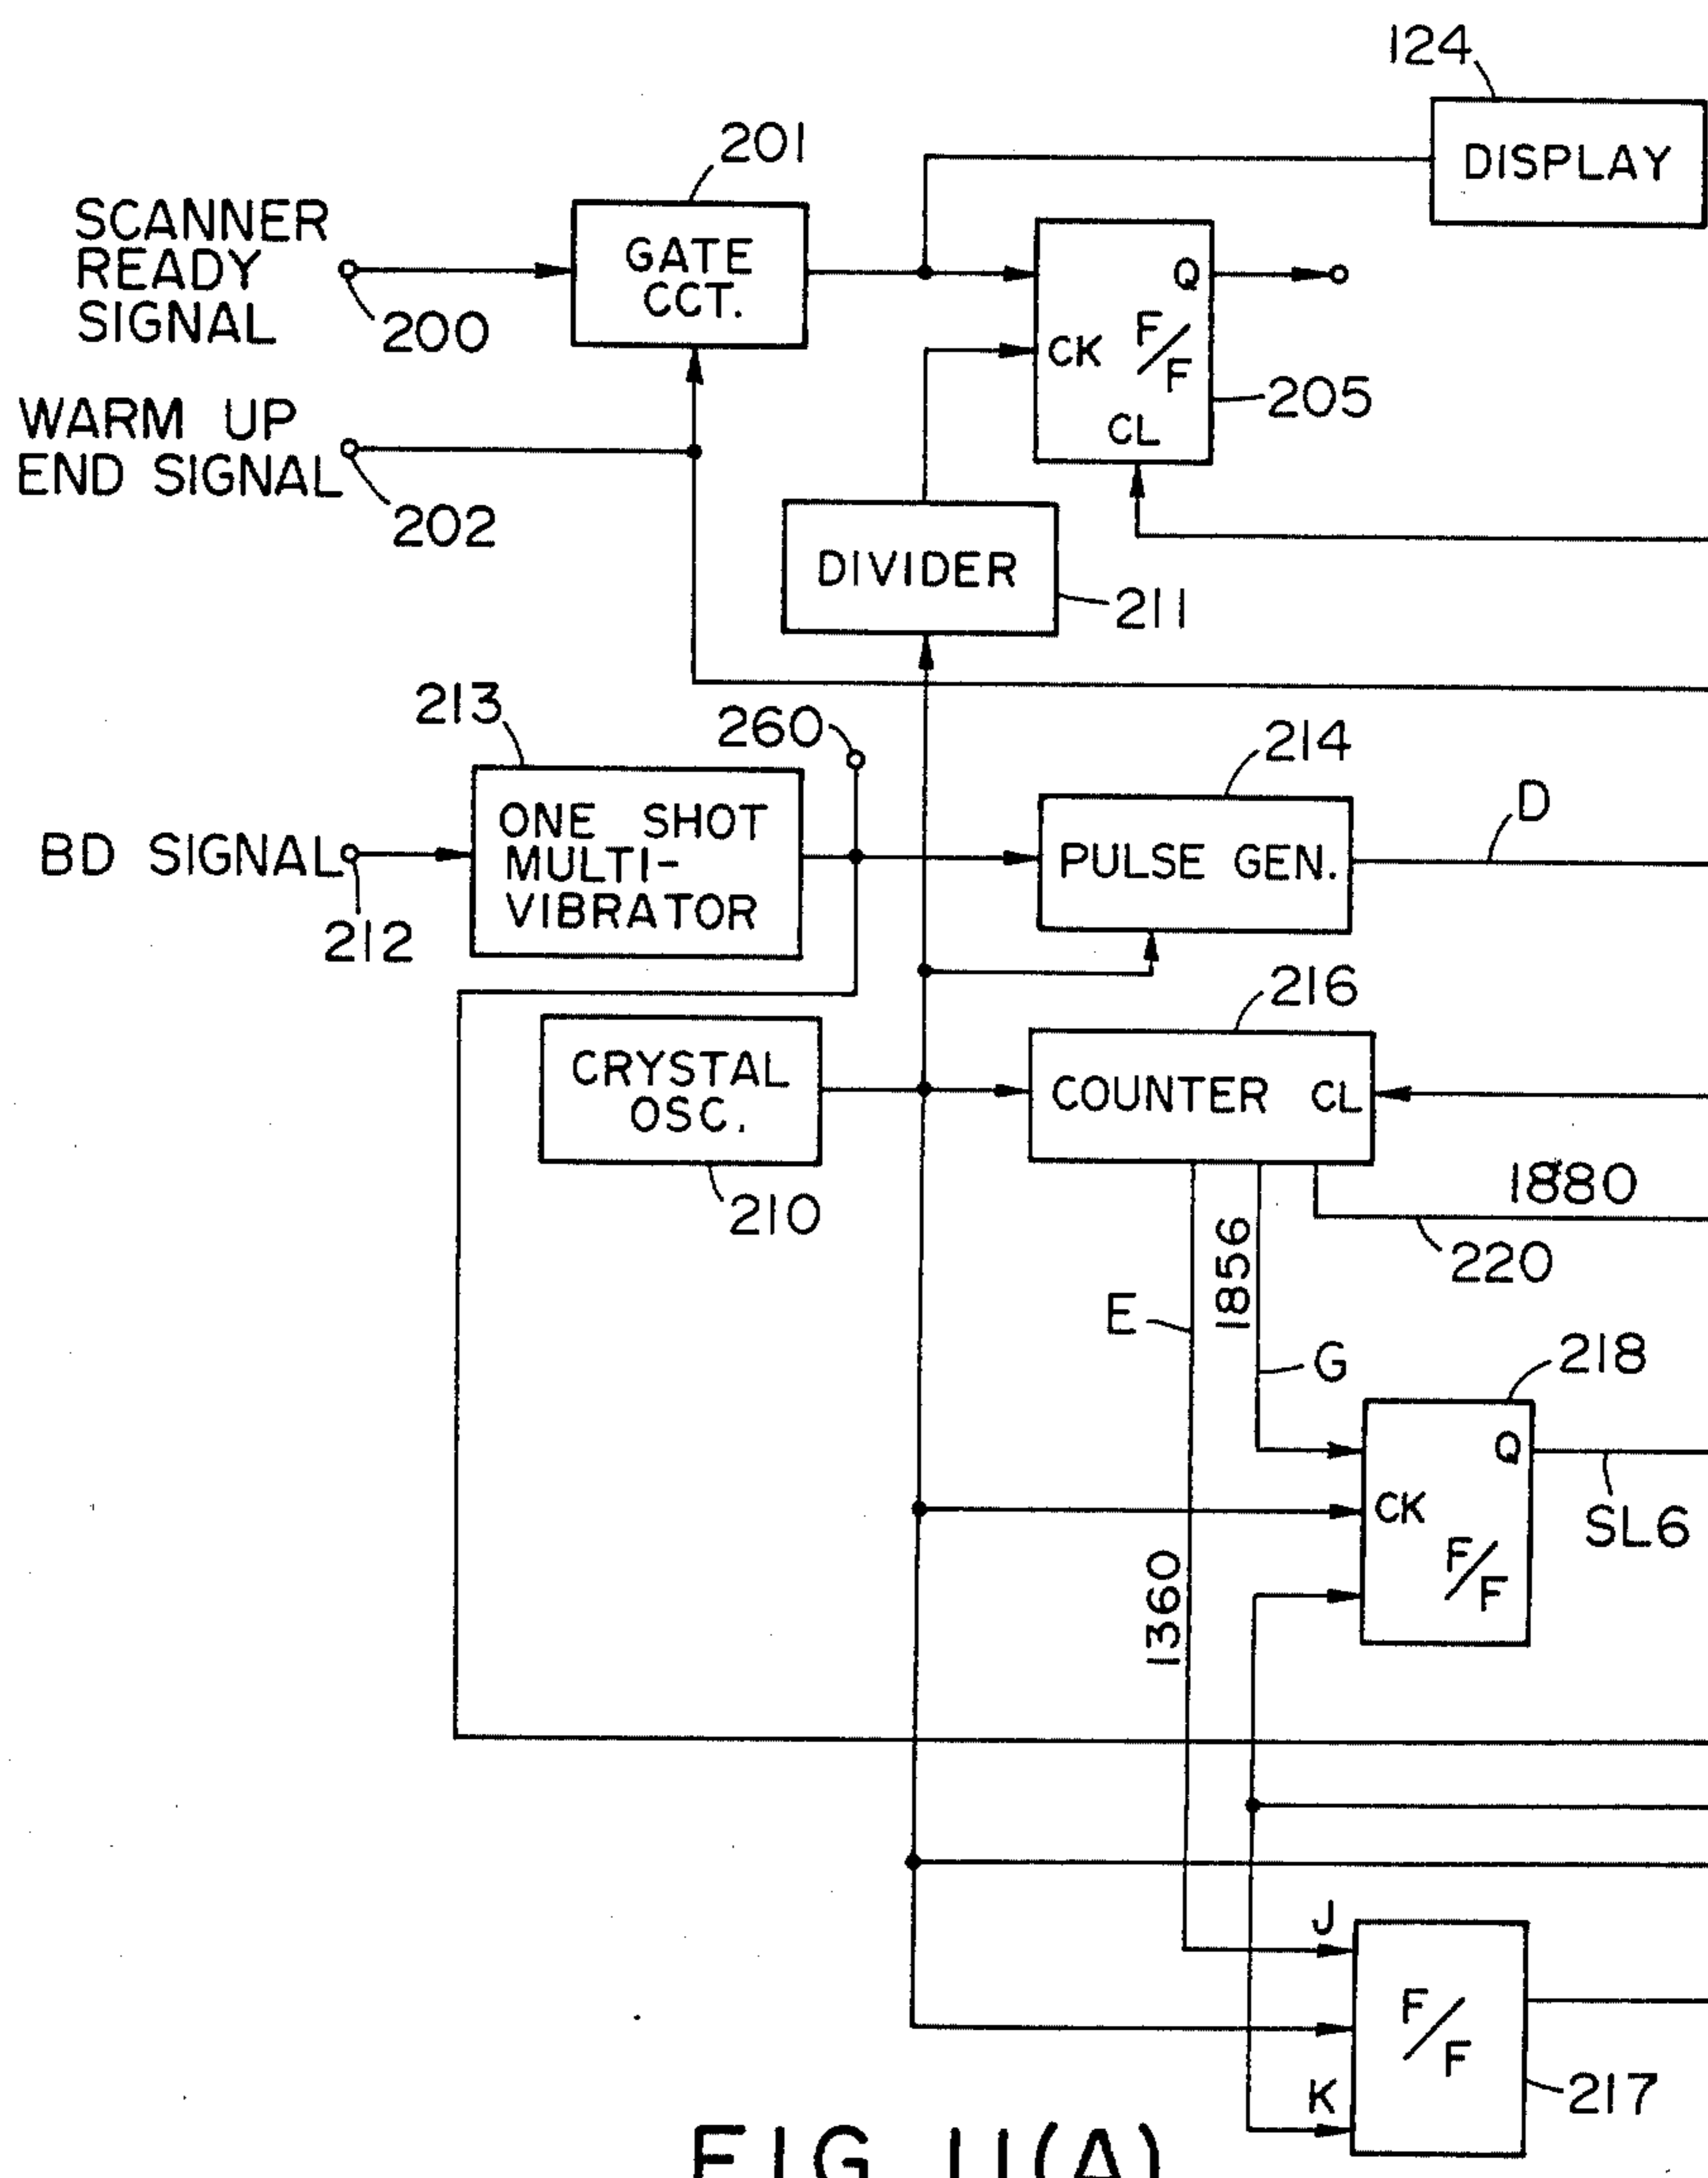 124
DISPLAY
201
SCANNER
READY
SIGNAL
200
GATE
CCT.
Q
CK
F/F
CL
205
WARM UP
END SIGNAL
202
DIVIDER
211
213
260
214
D
BD SIGNAL
212
ONE SHOT
MULTI-
VIBRATOR
PULSE GEN.
216
CRYSTAL
OSC.
210
COUNTER CL
1880
220
1856
E
G
218
Q
CK
F/F
SL6
1360
J
F/F
K
217
FIG. 11(A)